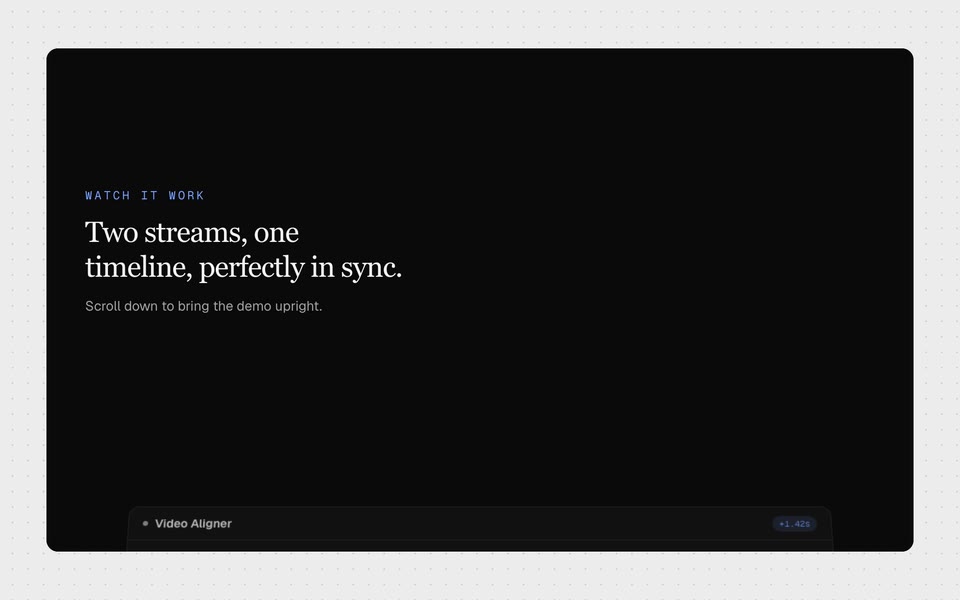 WATCH IT WORK
Two streams, one
timeline, perfectly in sync.
Scroll down to bring the demo upright.
Video Aligner
+1.42s